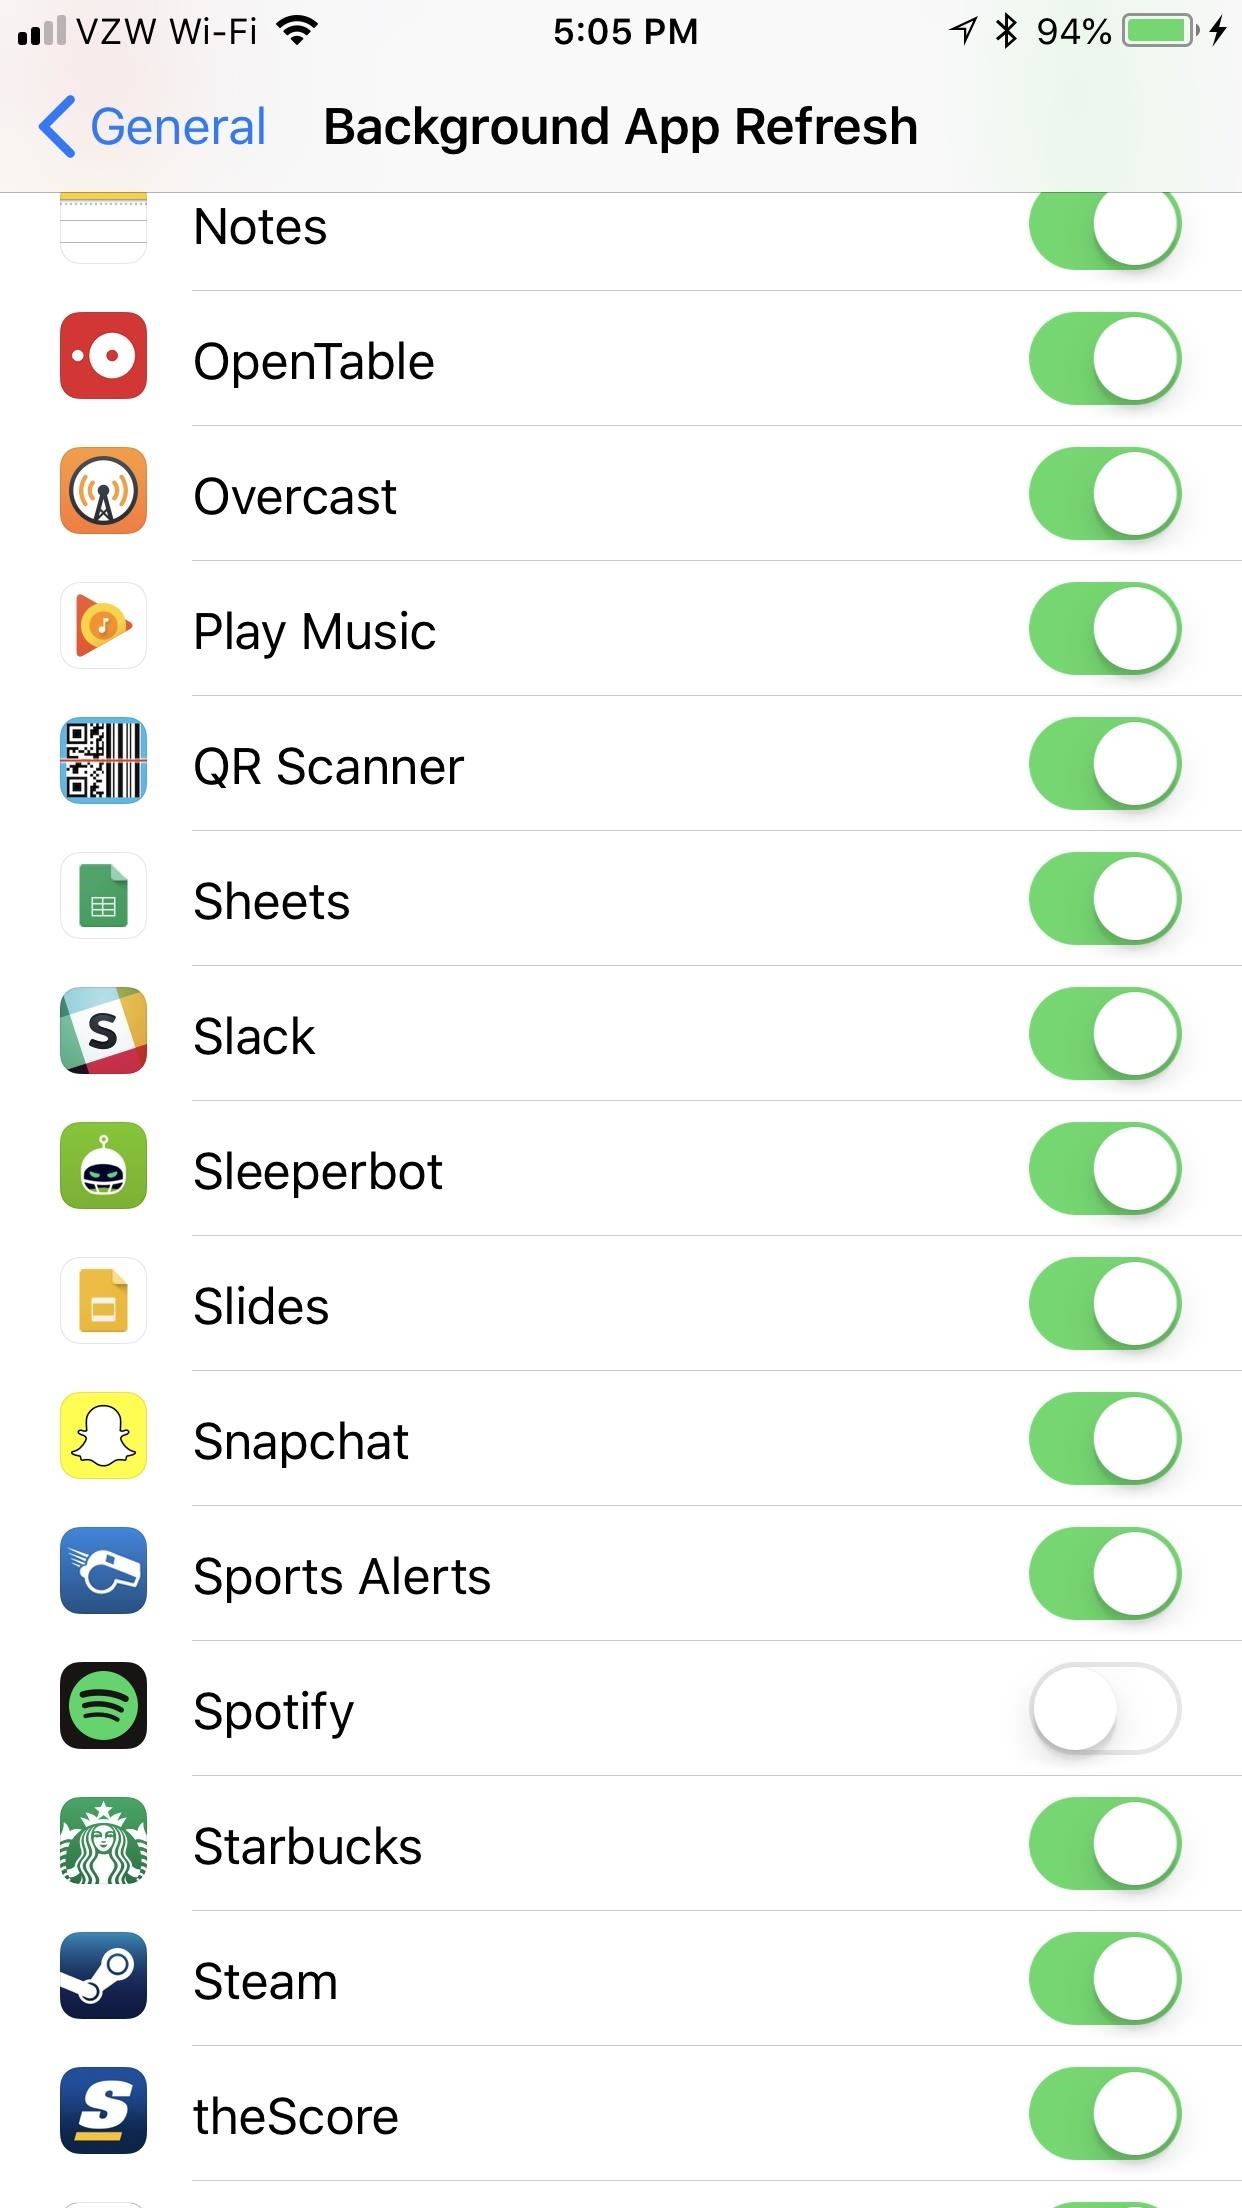 VZW Wi-Fi 5:05 PM 94%
General Background App Refresh
Notes
OpenTable
Overcast
Play Music
QR Scanner
Sheets
Slack
Sleeperbot
Slides
Snapchat
Sports Alerts
Spotify
Starbucks
Steam
theScore